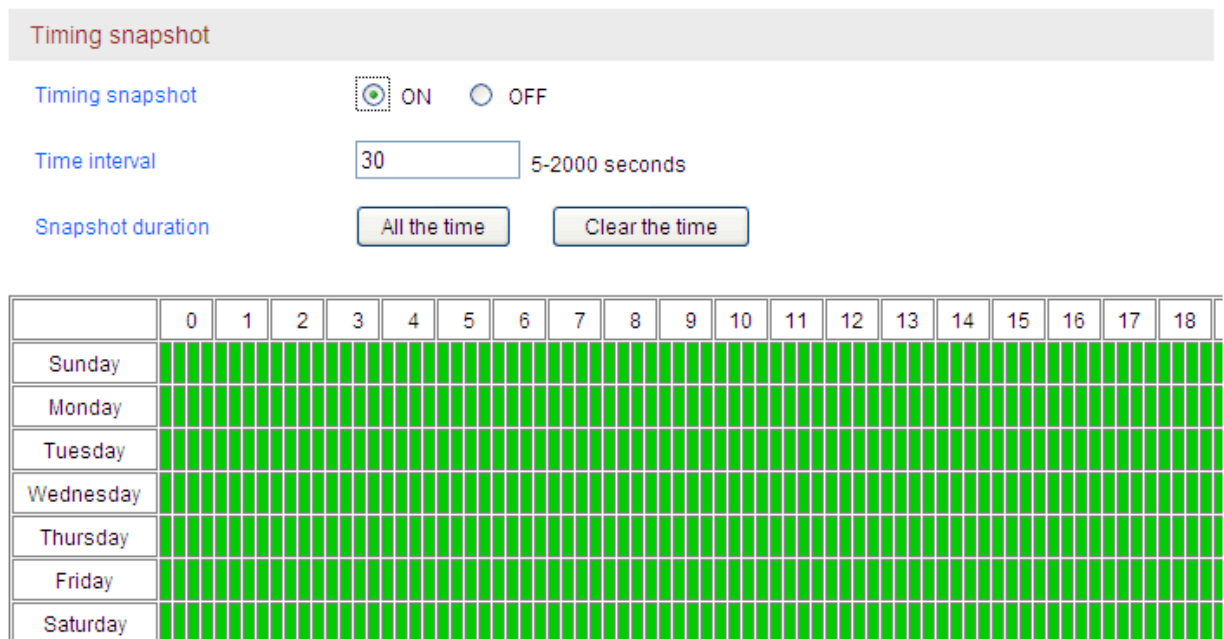 Timing snapshot
Timing snapshot ON OFF
Time interval 30 5-2000 seconds
Snapshot duration All the time Clear the time
0 1 2 3 4 5 6 7 8 9 10 11 12 13 14 15 16 17 18
Sunday
Monday
Tuesday
Wednesday
Thursday
Friday
Saturday